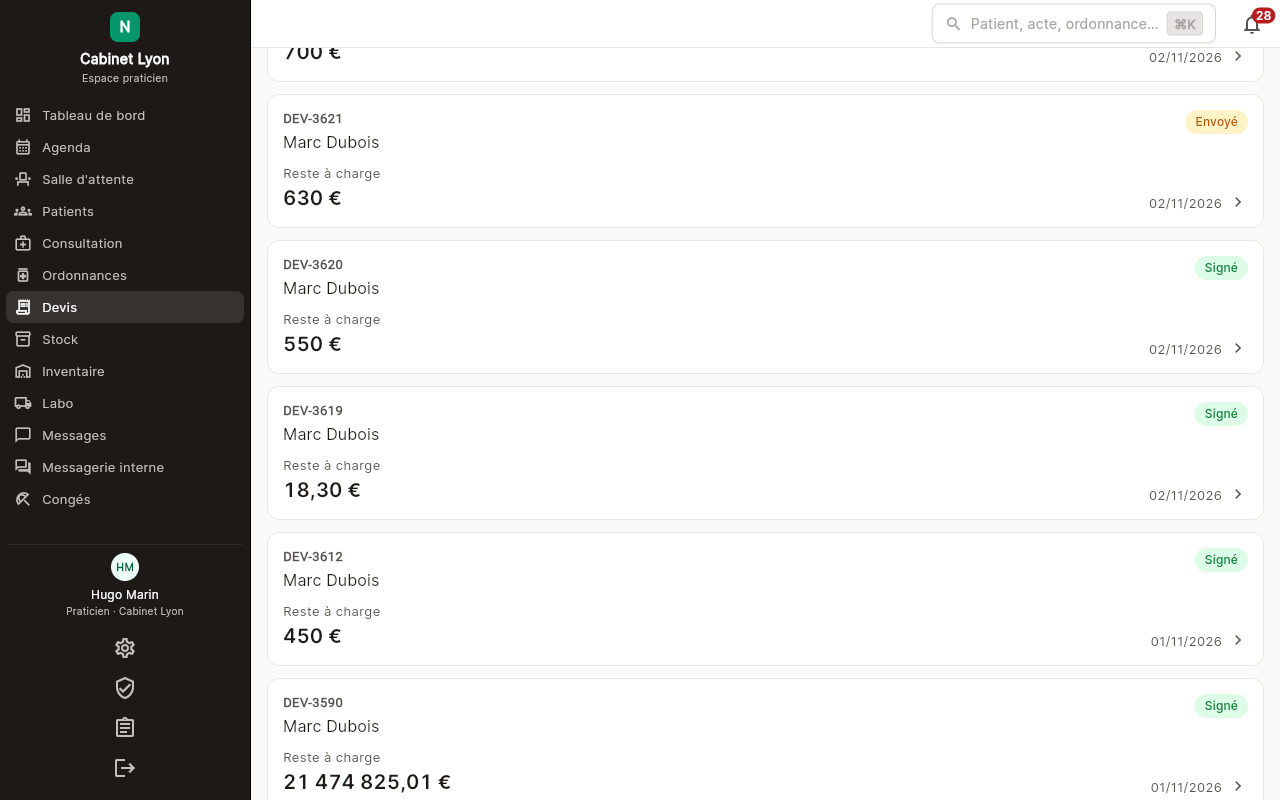 N
Cabinet Lyon
Espace praticien
Tableau de bord
Agenda
Salle d'attente
Patients
Consultation
Ordonnances
Devis
Stock
Inventaire
Labo
Messages
Messagerie interne
Congés
HM
Hugo Marin
Praticien · Cabinet Lyon
Patient, acte, ordonnance... ⌘K
28
700 €
02/11/2026
DEV-3621
Envoyé
Marc Dubois
Reste à charge
630 €
02/11/2026
DEV-3620
Signé
Marc Dubois
Reste à charge
550 €
02/11/2026
DEV-3619
Signé
Marc Dubois
Reste à charge
18,30 €
02/11/2026
DEV-3612
Signé
Marc Dubois
Reste à charge
450 €
01/11/2026
DEV-3590
Signé
Marc Dubois
Reste à charge
21 474 825,01 €
01/11/2026